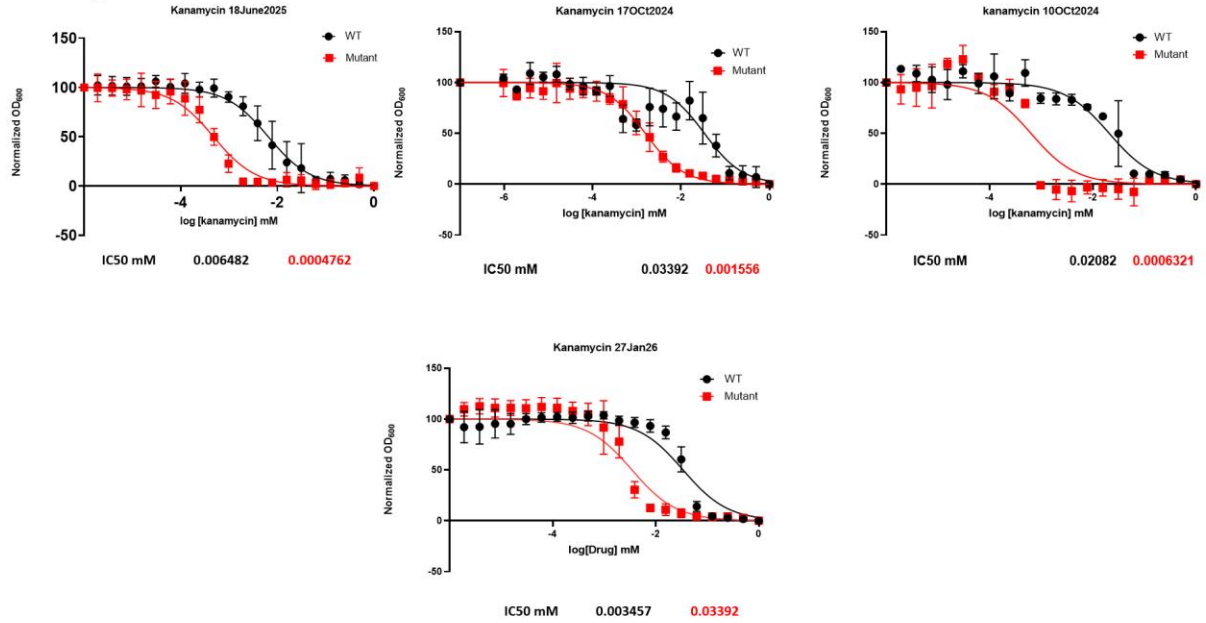 Kanamycin 18June2025
150
100
50
0
-50
Normalized OD600
WT
Mutant
-4
-2
0
log [kanamycin] mM
IC50 mM 0.006482 0.0004762
Kanamycin 17OCt2024
150
100
50
0
-50
Normalized OD600
WT
Mutant
-6
-4
-2
0
log [kanamycin] mM
IC50 mM 0.03392 0.001556
kanamycin 10OCt2024
150
100
50
0
-50
Normalized OD600
WT
Mutant
-4
-2
0
log [kanamycin] mM
IC50 mM 0.02082 0.0006321
Kanamycin 27Jan26
150
100
50
0
-50
Normalized OD600
WT
Mutant
-4
-2
0
log[Drug] mM
IC50 mM 0.003457 0.03392